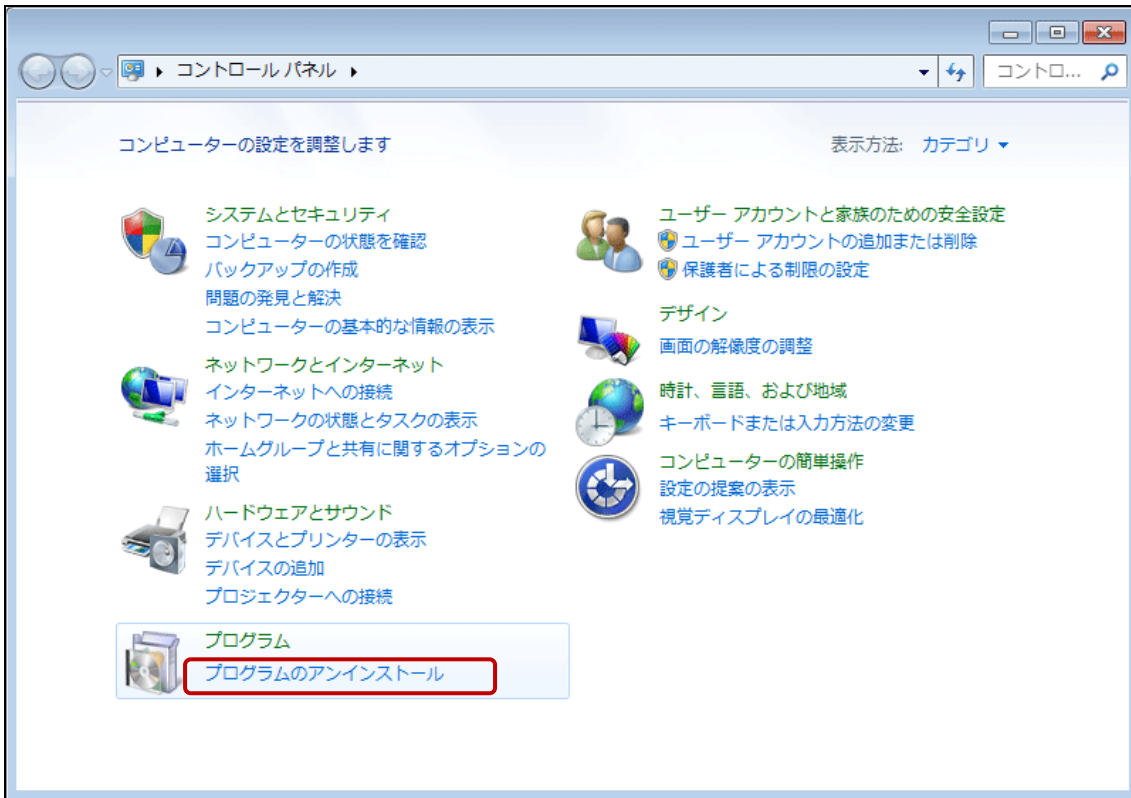 コントロール パネル
コントロ...
コンピューターの設定を調整します
表示方法: カテゴリ
システムとセキュリティ
コンピューターの状態を確認
バックアップの作成
問題の発見と解決
コンピューターの基本的な情報の表示
ネットワークとインターネット
インターネットへの接続
ネットワークの状態とタスクの表示
ホームグループと共有に関するオプションの
選択
ハードウェアとサウンド
デバイスとプリンターの表示
デバイスの追加
プロジェクターへの接続
プログラム
プログラムのアンインストール
ユーザー アカウントと家族のための安全設定
ユーザー アカウントの追加または削除
保護者による制限の設定
デザイン
画面の解像度の調整
時計、言語、および地域
キーボードまたは入力方法の変更
コンピューターの簡単操作
設定の提案の表示
視覚ディスプレイの最適化